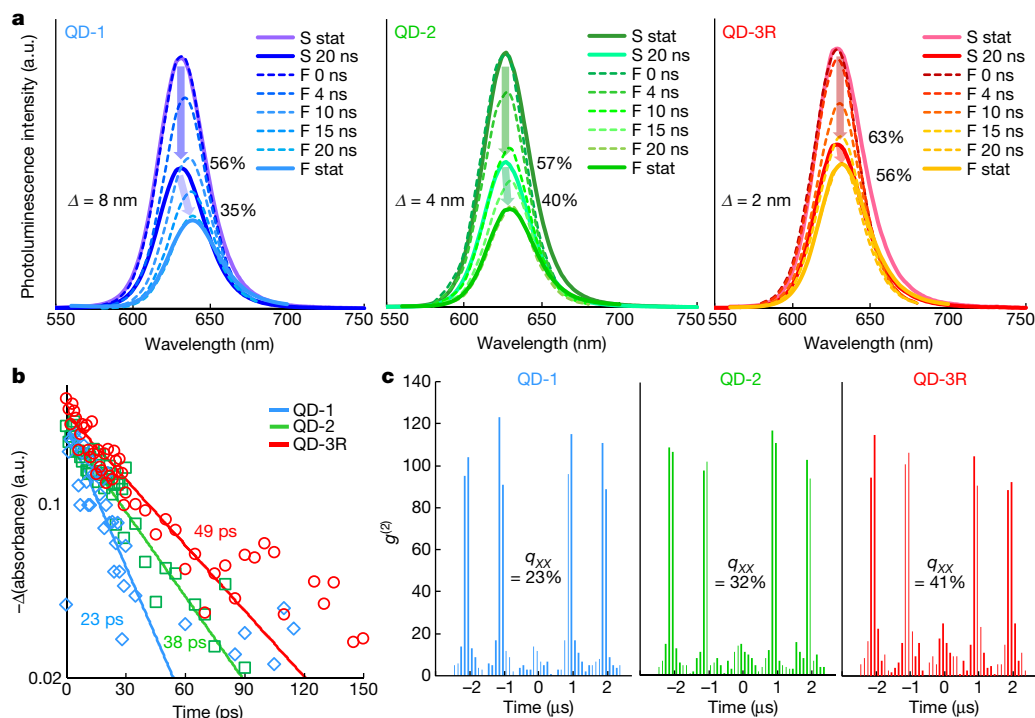 a
Photoluminescence intensity (a.u.)
QD-1
S stat
S 20 ns
F 0 ns
F 4 ns
F 10 ns
F 15 ns
F 20 ns
F stat
56%
35%
Δ = 8 nm
550 600 650 700 750
Wavelength (nm)
QD-2
S stat
S 20 ns
F 0 ns
F 4 ns
F 10 ns
F 15 ns
F 20 ns
F stat
57%
40%
Δ = 4 nm
550 600 650 700 750
Wavelength (nm)
QD-3R
S stat
S 20 ns
F 0 ns
F 4 ns
F 10 ns
F 15 ns
F 20 ns
F stat
63%
56%
Δ = 2 nm
550 600 650 700 750
Wavelength (nm)
b
−Δ(absorbance) (a.u.)
0.1
0.02
QD-1
QD-2
QD-3R
49 ps
38 ps
23 ps
0 30 60 90 120 150
Time (ps)
c
g(2)
140
120
100
80
60
40
20
0
QD-1
qXX
= 23%
−2 −1 0 1 2
Time (μs)
QD-2
qXX
= 32%
−2 −1 0 1 2
Time (μs)
QD-3R
qXX
= 41%
−2 −1 0 1 2
Time (μs)